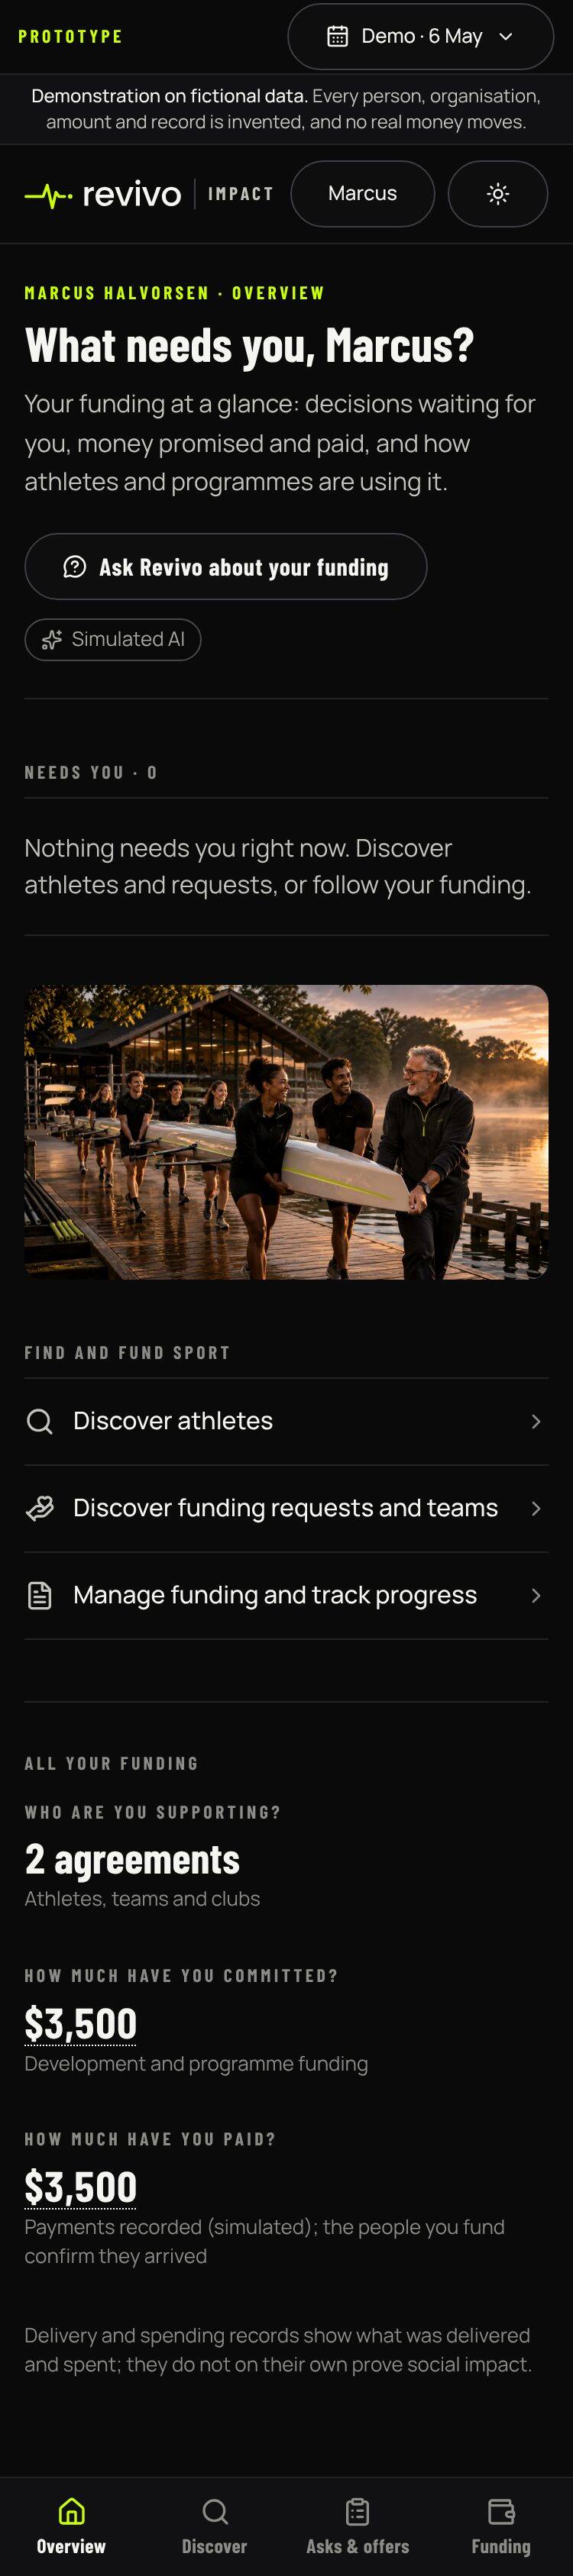 PROTOTYPE
Demo · 6 May
Demonstration on fictional data. Every person, organisation,
amount and record is invented, and no real money moves.
revivo
IMPACT
Marcus
MARCUS HALVORSEN · OVERVIEW
What needs you, Marcus?
Your funding at a glance: decisions waiting for
you, money promised and paid, and how
athletes and programmes are using it.
Ask Revivo about your funding
Simulated AI
NEEDS YOU · 0
Nothing needs you right now. Discover
athletes and requests, or follow your funding.
FIND AND FUND SPORT
Discover athletes
Discover funding requests and teams
Manage funding and track progress
ALL YOUR FUNDING
WHO ARE YOU SUPPORTING?
2 agreements
Athletes, teams and clubs
HOW MUCH HAVE YOU COMMITTED?
$3,500
Development and programme funding
HOW MUCH HAVE YOU PAID?
$3,500
Payments recorded (simulated); the people you fund
confirm they arrived
Delivery and spending records show what was delivered
and spent; they do not on their own prove social impact.
Overview
Discover
Asks & offers
Funding